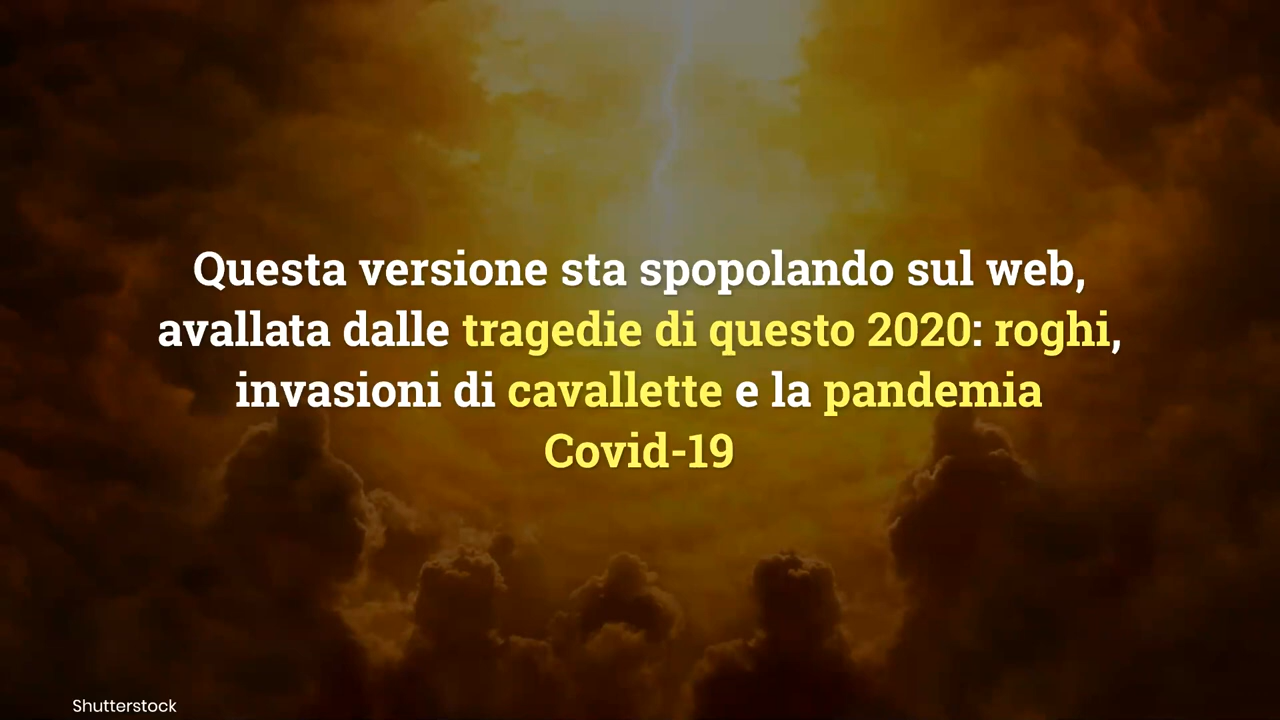 Questa versione sta spopolando sul web,
avallata dalle tragedie di questo 2020: roghi,
invasioni di cavallette e la pandemia
Covid-19
Shutterstock